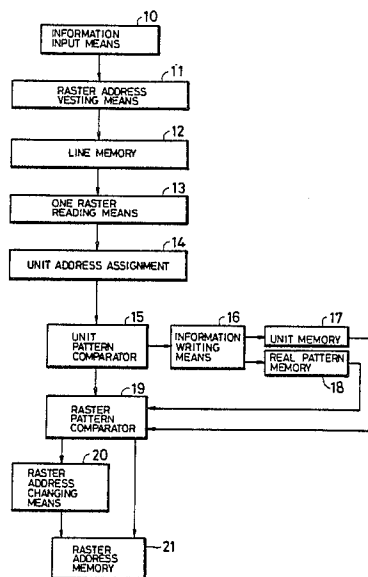 10
INFORMATION
INPUT MEANS
11
RASTER ADDRESS
VESTING MEANS
12
LINE MEMORY
13
ONE RASTER
READING MEANS
14
UNIT ADDRESS ASSIGNMENT
15
UNIT
PATTERN
COMPARATOR
16
INFORMATION
WRITING
MEANS
17
UNIT MEMORY
REAL PATTERN
MEMORY
18
19
RASTER
PATTERN
COMPARATOR
20
RASTER
ADDRESS
CHANGING
MEANS
21
RASTER
ADDRESS
MEMORY